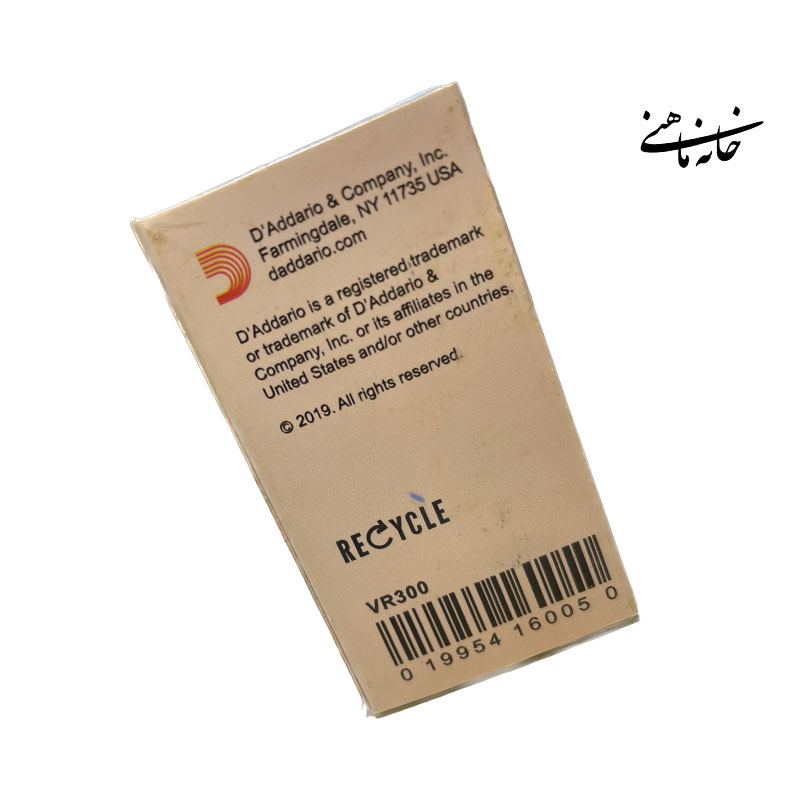 خانه ماهنی
D'Addario & Company, Inc.
Farmingdale, NY 11735 USA
daddario.com
D'Addario is a registered trademark
or trademark of D'Addario &
Company, Inc. or its affiliates in the
United States and/or other countries.
© 2019. All rights reserved.
RECYCLE
VR300
0 19954 16005 0